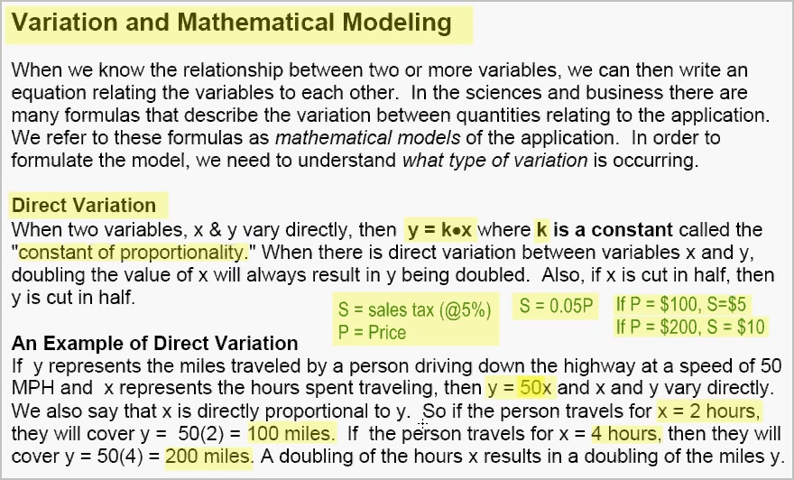 Variation and Mathematical Modeling
When we know the relationship between two or more variables, we can then write an
equation relating the variables to each other. In the sciences and business there are
many formulas that describe the variation between quantities relating to the application.
We refer to these formulas as mathematical models of the application. In order to
formulate the model, we need to understand what type of variation is occurring.
Direct Variation
When two variables, x & y vary directly, then y = k•x where k is a constant called the
"constant of proportionality." When there is direct variation between variables x and y,
doubling the value of x will always result in y being doubled. Also, if x is cut in half, then
y is cut in half.
S = sales tax (@5%)
P = Price
S = 0.05P
If P = $100, S=$5
If P = $200, S = $10
An Example of Direct Variation
If y represents the miles traveled by a person driving down the highway at a speed of 50
MPH and x represents the hours spent traveling, then y = 50x and x and y vary directly.
We also say that x is directly proportional to y. So if the person travels for x = 2 hours,
they will cover y = 50(2) = 100 miles. If the person travels for x = 4 hours, then they will
cover y = 50(4) = 200 miles. A doubling of the hours x results in a doubling of the miles y.